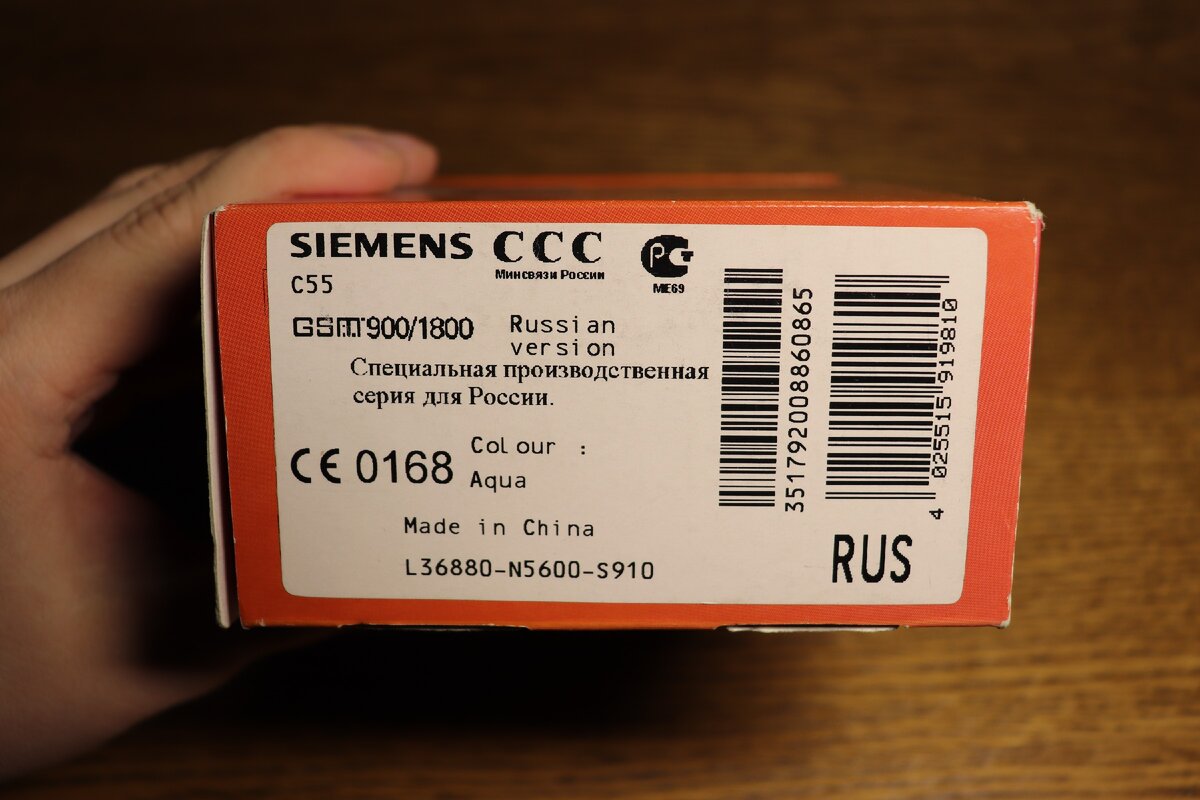 SIEMENS
CCC
Минсвязи России
РСТ
ME69
C55
GSM 900/1800
Russian
version
Специальная производственная
серия для России.
CE 0168
Colour :
Aqua
Made in China
L36880-N5600-S910
351792008860865
4 025515 919810
RUS